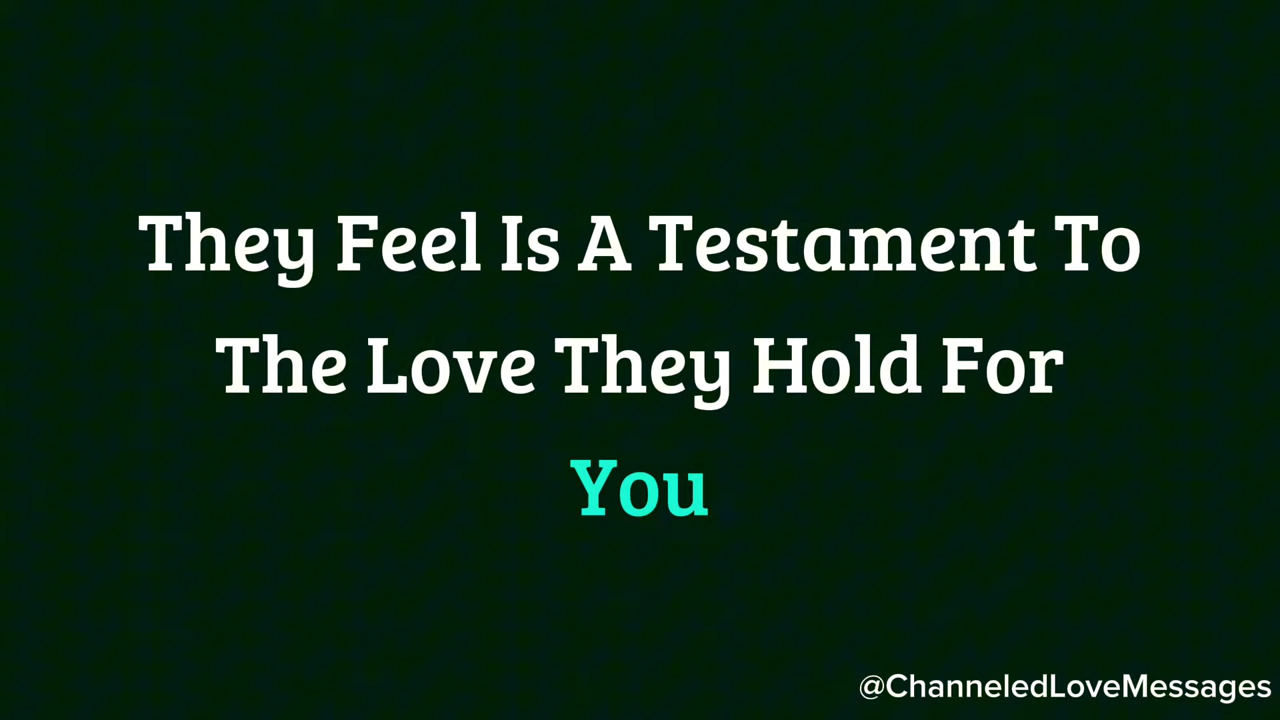 They Feel Is A Testament To
The Love They Hold For
You
@ChanneledLoveMessages